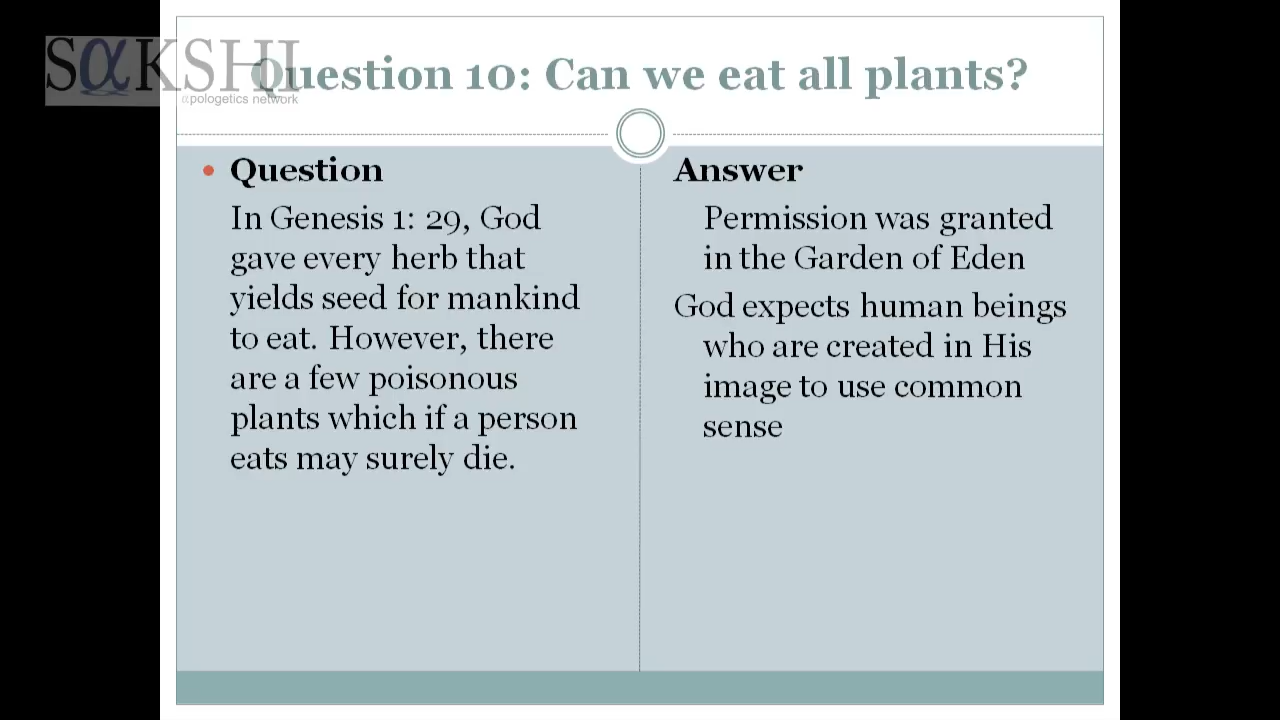 SαKSHI
αpologetics network
Question 10: Can we eat all plants?
Question
In Genesis 1: 29, God
gave every herb that
yields seed for mankind
to eat. However, there
are a few poisonous
plants which if a person
eats may surely die.
Answer
Permission was granted
in the Garden of Eden
God expects human beings
who are created in His
image to use common
sense